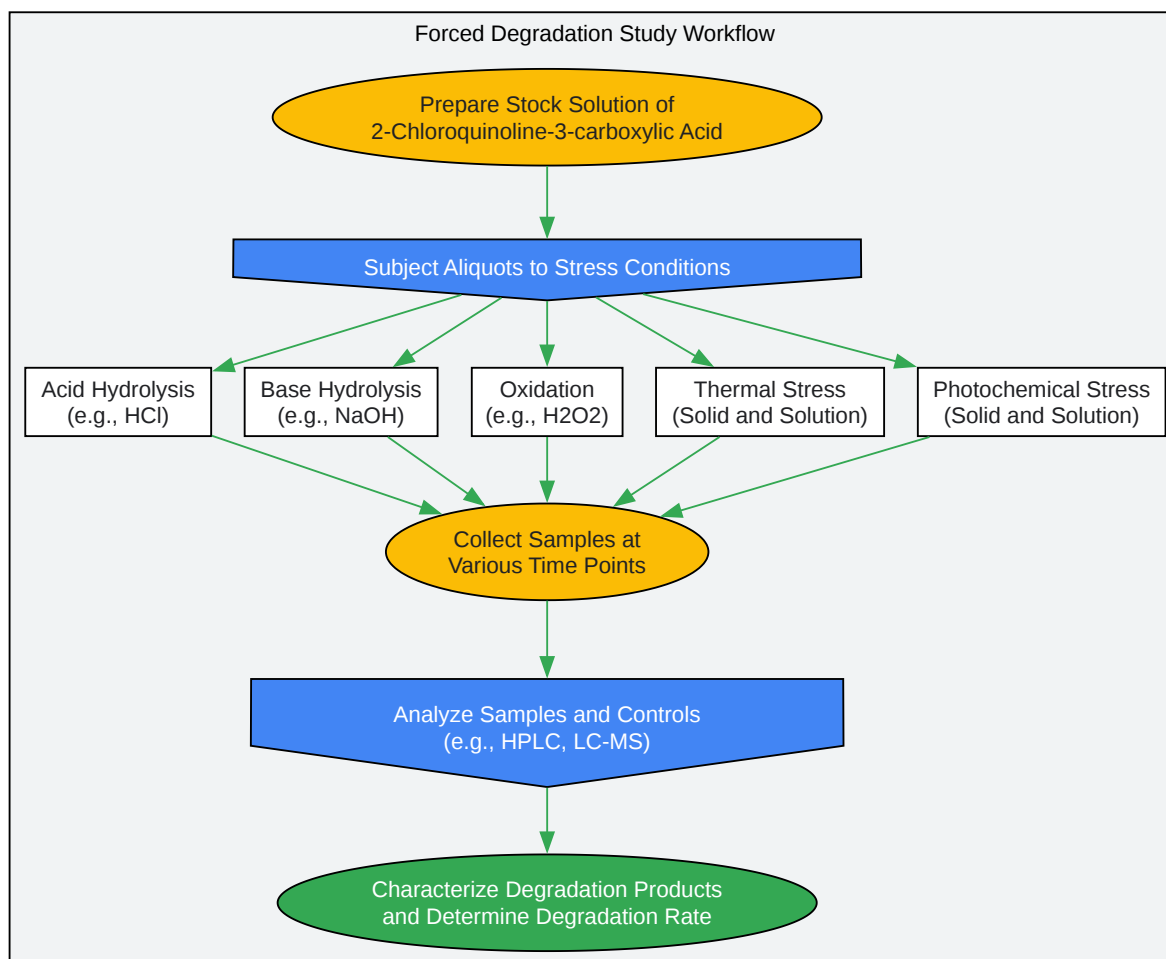 Forced Degradation Study Workflow
Prepare Stock Solution of
2-Chloroquinoline-3-carboxylic Acid
Subject Aliquots to Stress Conditions
Acid Hydrolysis
(e.g., HCl)
Base Hydrolysis
(e.g., NaOH)
Oxidation
(e.g., H2O2)
Thermal Stress
(Solid and Solution)
Photochemical Stress
(Solid and Solution)
Collect Samples at
Various Time Points
Analyze Samples and Controls
(e.g., HPLC, LC-MS)
Characterize Degradation Products
and Determine Degradation Rate